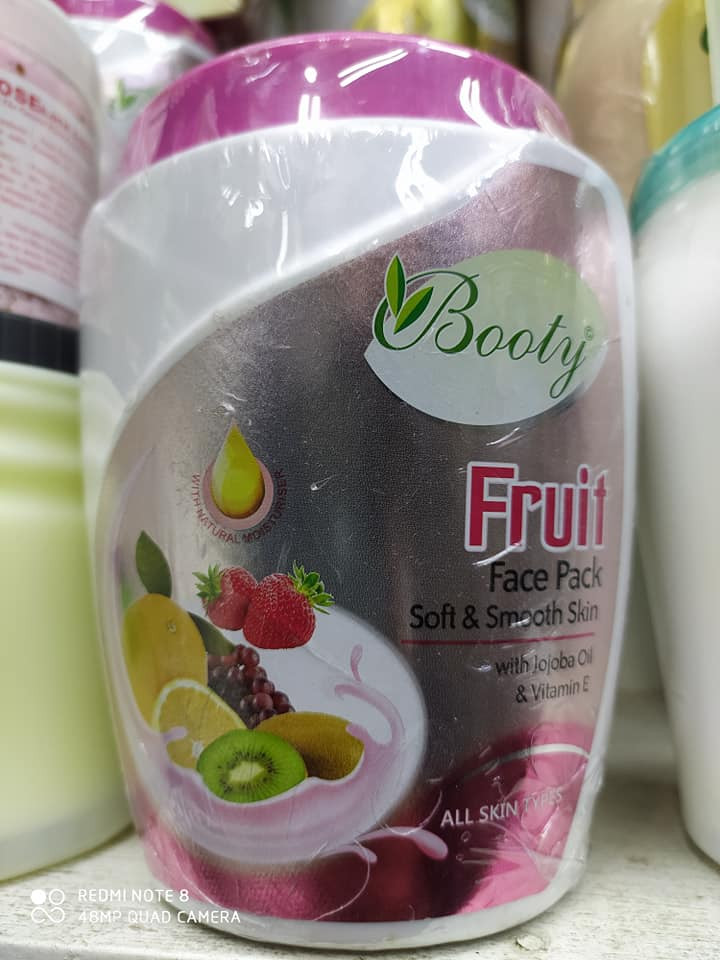 Booty©
WITH NATURAL MOISTURISER
Fruit
Face Pack
Soft & Smooth Skin
with Jojoba Oil
& Vitamin E
ALL SKIN TYPES
REDMI NOTE 8
48MP QUAD CAMERA